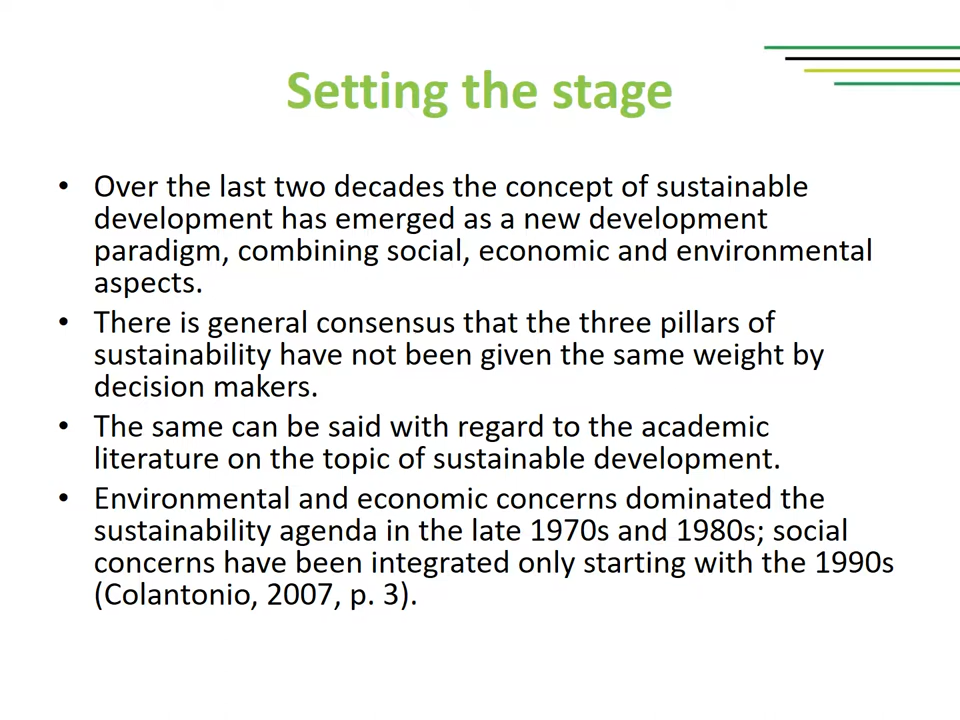 Setting the stage
• Over the last two decades the concept of sustainable
development has emerged as a new development
paradigm, combining social, economic and environmental
aspects.
• There is general consensus that the three pillars of
sustainability have not been given the same weight by
decision makers.
• The same can be said with regard to the academic
literature on the topic of sustainable development.
• Environmental and economic concerns dominated the
sustainability agenda in the late 1970s and 1980s; social
concerns have been integrated only starting with the 1990s
(Colantonio, 2007, p. 3).